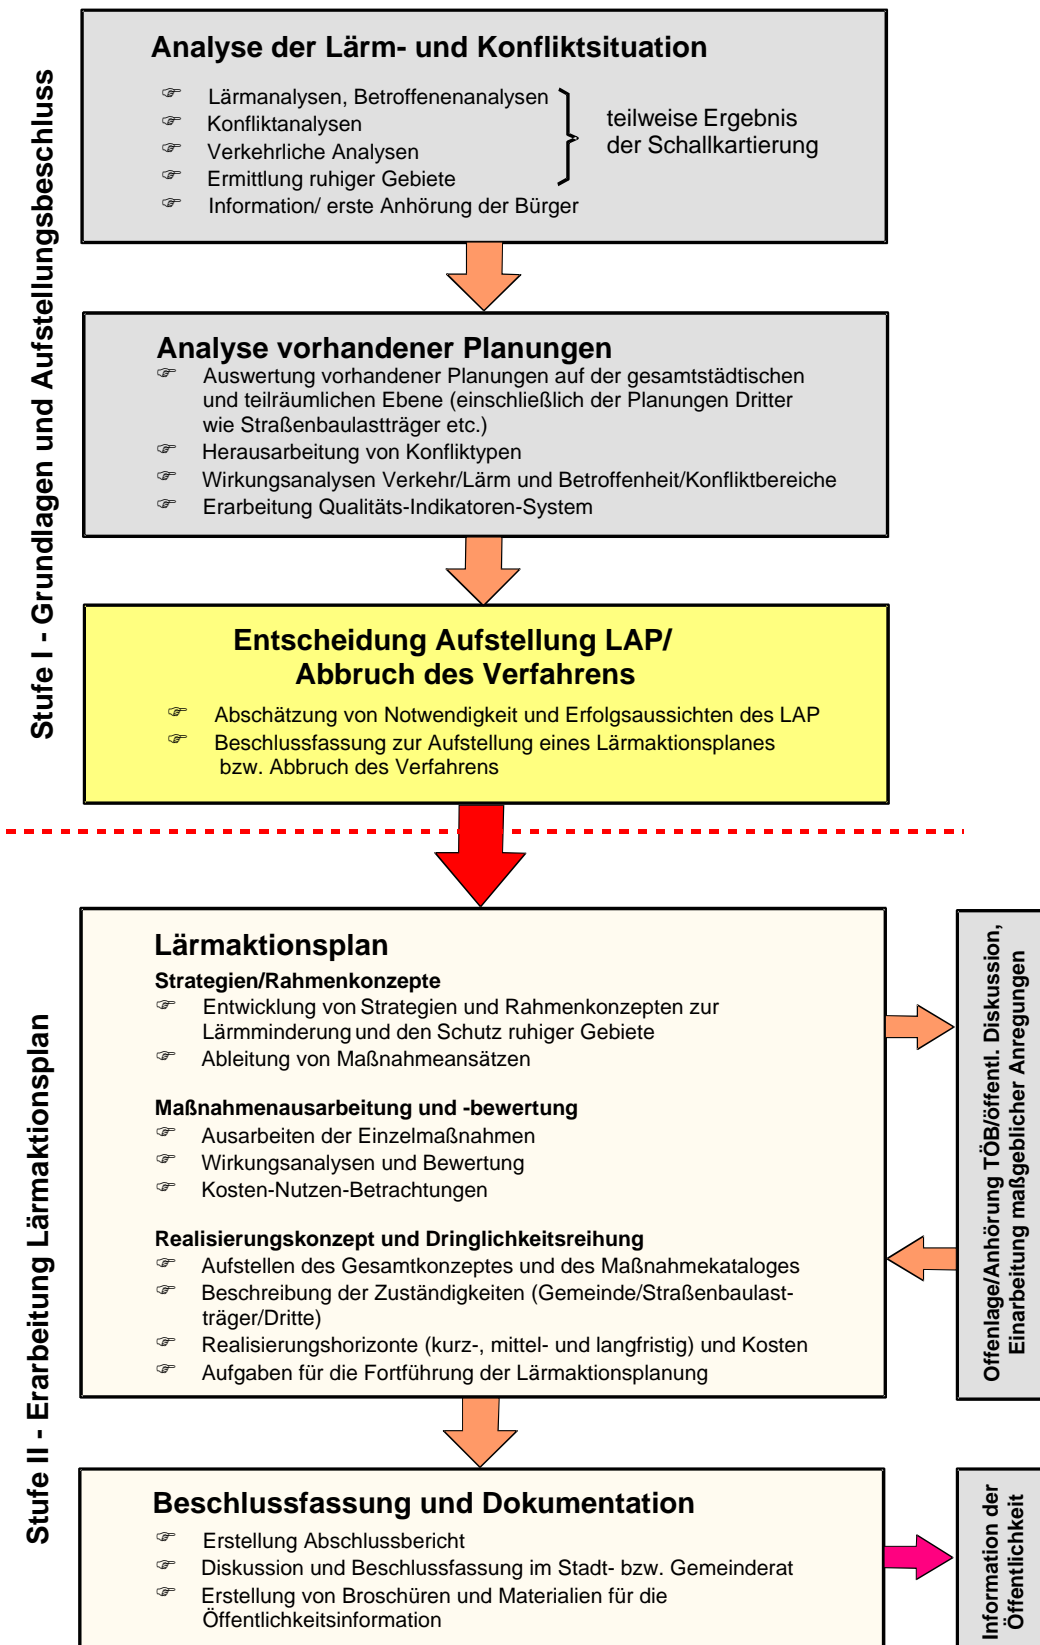 Stufe I - Grundlagen und Aufstellungsbeschluss
Analyse der Lärm- und Konfliktsituation
☞ Lärmanalysen, Betroffenenanalysen
☞ Konfliktanalysen
☞ Verkehrliche Analysen
☞ Ermittlung ruhiger Gebiete
☞ Information/ erste Anhörung der Bürger
teilweise Ergebnis
der Schallkartierung
Analyse vorhandener Planungen
☞ Auswertung vorhandener Planungen auf der gesamtstädtischen
und teilräumlichen Ebene (einschließlich der Planungen Dritter
wie Straßenbaulastträger etc.)
☞ Herausarbeitung von Konfliktypen
☞ Wirkungsanalysen Verkehr/Lärm und Betroffenheit/Konfliktbereiche
☞ Erarbeitung Qualitäts-Indikatoren-System
Entscheidung Aufstellung LAP/
Abbruch des Verfahrens
☞ Abschätzung von Notwendigkeit und Erfolgsaussichten des LAP
☞ Beschlussfassung zur Aufstellung eines Lärmaktionsplanes
bzw. Abbruch des Verfahrens
Stufe II - Erarbeitung Lärmaktionsplan
Lärmaktionsplan
Strategien/Rahmenkonzepte
☞ Entwicklung von Strategien und Rahmenkonzepten zur
Lärmminderung und den Schutz ruhiger Gebiete
☞ Ableitung von Maßnahmeansätzen
Maßnahmenausarbeitung und -bewertung
☞ Ausarbeiten der Einzelmaßnahmen
☞ Wirkungsanalysen und Bewertung
☞ Kosten-Nutzen-Betrachtungen
Realisierungskonzept und Dringlichkeitsreihung
☞ Aufstellen des Gesamtkonzeptes und des Maßnahmekataloges
☞ Beschreibung der Zuständigkeiten (Gemeinde/Straßenbaulast-
träger/Dritte)
☞ Realisierungshorizonte (kurz-, mittel- und langfristig) und Kosten
☞ Aufgaben für die Fortführung der Lärmaktionsplanung
Offenlage/Anhörung TÖB/öffentl. Diskussion,
Einarbeitung maßgeblicher Anregungen
Beschlussfassung und Dokumentation
☞ Erstellung Abschlussbericht
☞ Diskussion und Beschlussfassung im Stadt- bzw. Gemeinderat
☞ Erstellung von Broschüren und Materialien für die
Öffentlichkeitsinformation
Information der
Öffentlichkeit